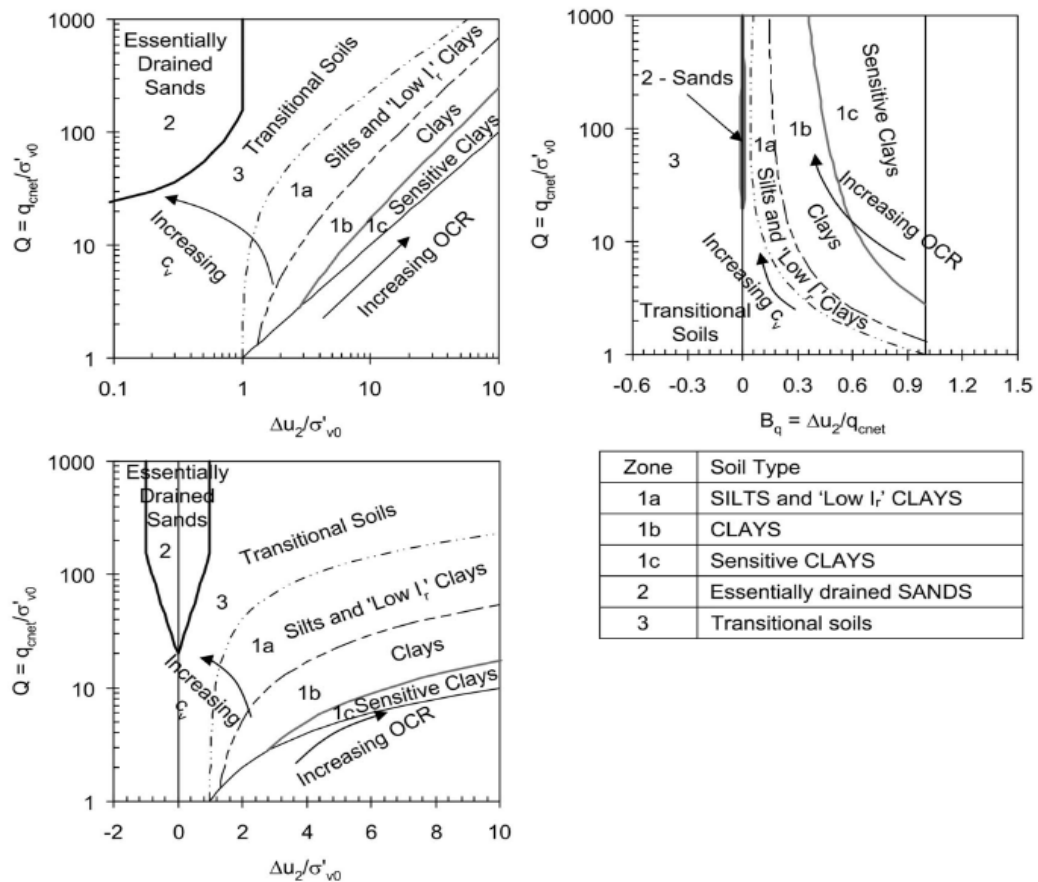 1000
100
10
1
Q = qcnet/σ'v0
Essentially
Drained
Sands
2
Transitional Soils
3
Silts and 'Low Ir' Clays
1a
Clays
1b
1c
Sensitive Clays
Increasing
cv
Increasing OCR
0.1
1
10
100
Δu2/σ'v0
1000
100
10
1
Q = qcnet/σ'v0
2 - Sands
3
1a
1b
1c
Sensitive Clays
Silts and 'Low Ir' Clays
Clays
Increasing OCR
Increasing cv
Transitional
Soils
-0.6
-0.3
0
0.3
0.6
0.9
1.2
1.5
Bq = Δu2/qcnet
1000
100
10
1
Q = qcnet/σ'v0
Essentially
Drained
Sands
2
Transitional Soils
3
Silts and 'Low Ir' Clays
1a
Clays
1b
1c
Sensitive Clays
Increasing
cv
Increasing OCR
-2
0
2
4
6
8
10
Δu2/σ'v0
Zone Soil Type
1a SILTS and 'Low Ir' CLAYS
1b CLAYS
1c Sensitive CLAYS
2 Essentially drained SANDS
3 Transitional soils